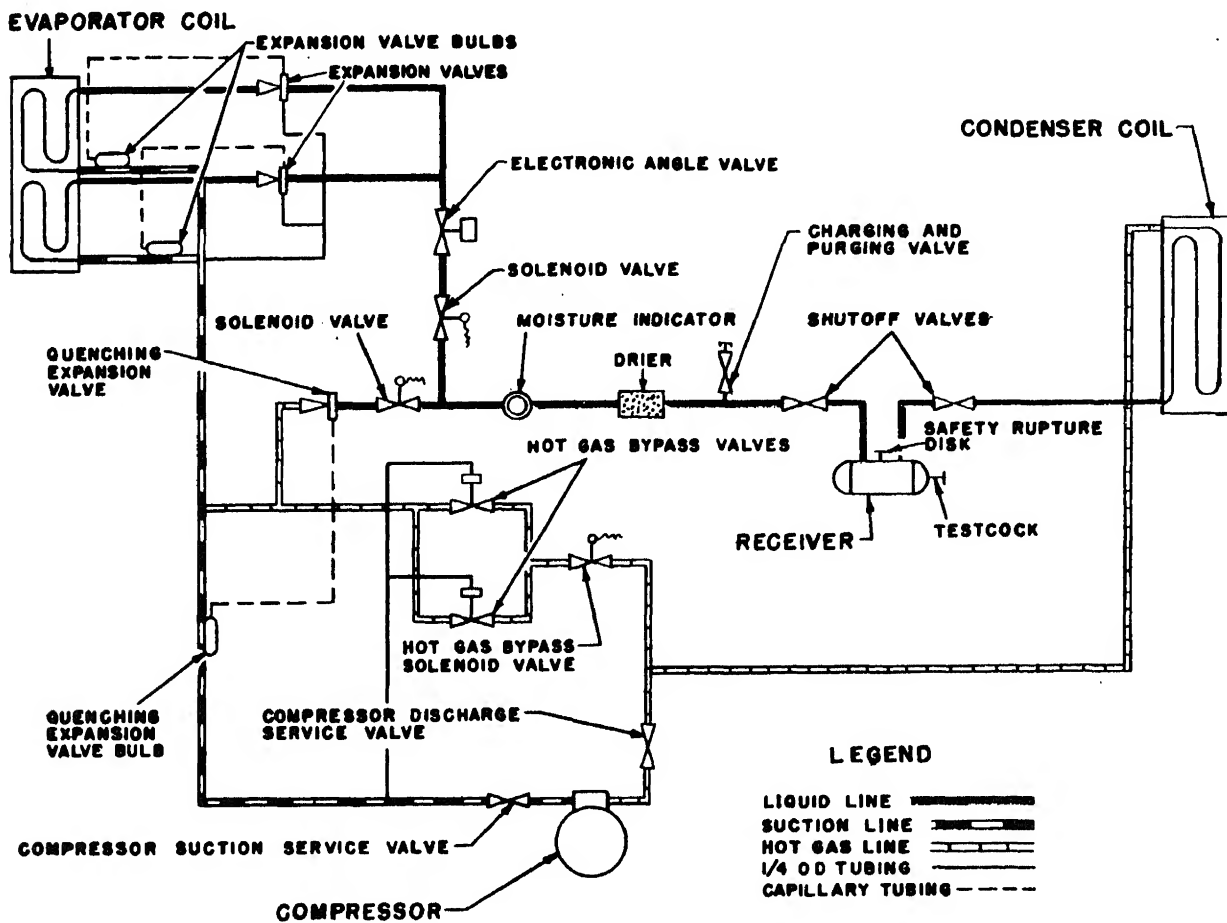 EVAPORATOR COIL
EXPANSION VALVE BULBS
EXPANSION VALVES
CONDENSER COIL
ELECTRONIC ANGLE VALVE
CHARGING AND
PURGING VALVE
SOLENOID VALVE
SOLENOID VALVE
MOISTURE INDICATOR
SHUTOFF VALVES
QUENCHING
EXPANSION
VALVE
DRIER
HOT GAS BYPASS VALVES
SAFETY RUPTURE
DISK
RECEIVER
TESTCOCK
HOT GAS BYPASS
SOLENOID VALVE
QUENCHING
EXPANSION
VALVE BULB
COMPRESSOR DISCHARGE
SERVICE VALVE
COMPRESSOR SUCTION SERVICE VALVE
COMPRESSOR
LEGEND
LIQUID LINE
SUCTION LINE
HOT GAS LINE
1/4 OD TUBING
CAPILLARY TUBING